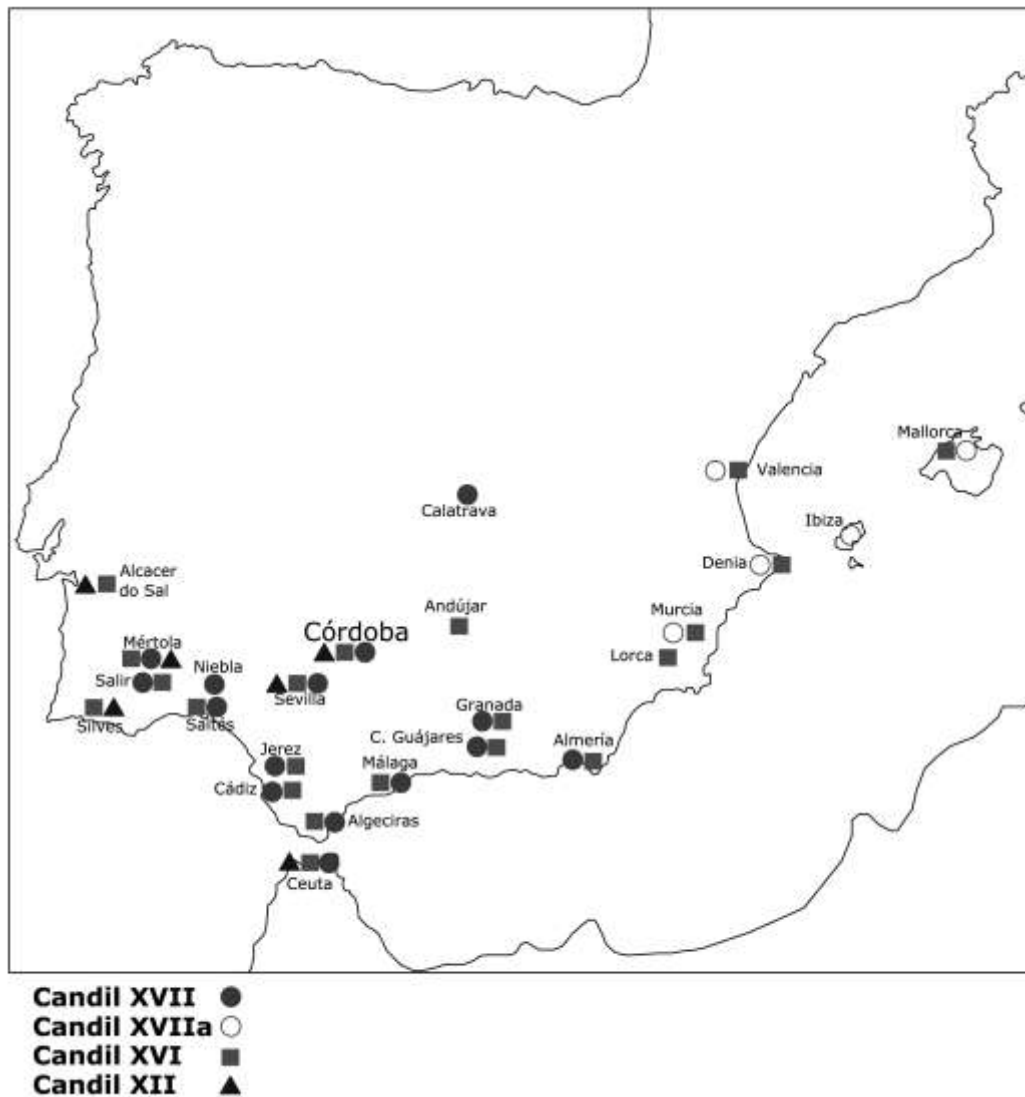 Mallorca
Valencia
Calatrava
Ibiza
Denia
Alcacer
do Sal
Andújar
Murcia
Córdoba
Mértola
Lorca
Niebla
Salir
Sevilla
Granada
Silves
Saltés
C. Guájares
Almería
Jerez
Málaga
Cádiz
Algeciras
Ceuta
Candil XVII
Candil XVIIa
Candil XVI
Candil XII